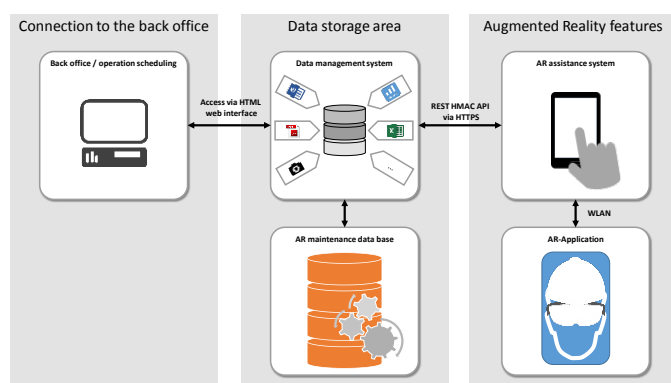 Connection to the back office
Data storage area
Augmented Reality features
Back office / operation scheduling
Data management system
AR assistance system
Access via HTML
web interface
REST HMAC API
via HTTPS
...
WLAN
AR maintenance data base
AR-Application